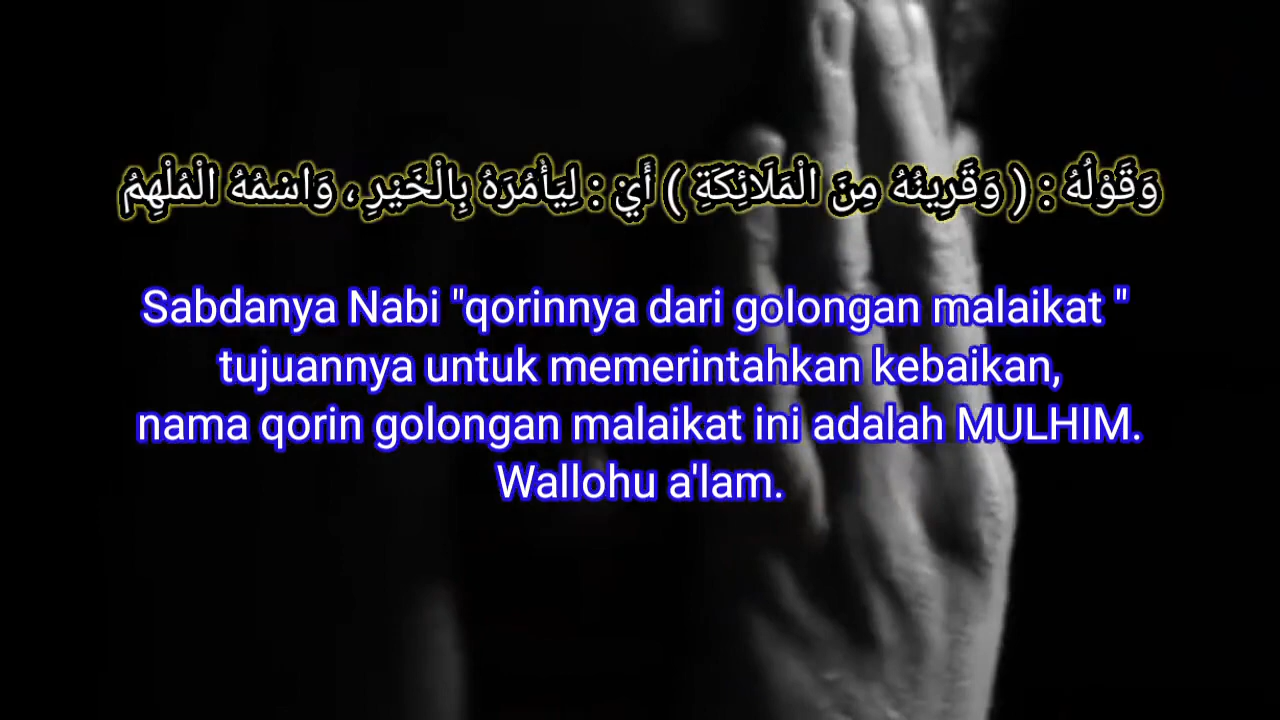 وَقَوْلُهُ : ( وَقَرِينُهُ مِنَ الْمَلَائِكَةِ ) أَيْ : لِيَأْمُرَهُ بِالْخَيْرِ ، وَاسْمُهُ الْمُلْهِمُ
Sabdanya Nabi "qorinnya dari golongan malaikat "
tujuannya untuk memerintahkan kebaikan,
nama qorin golongan malaikat ini adalah MULHIM.
Wallohu a'lam.